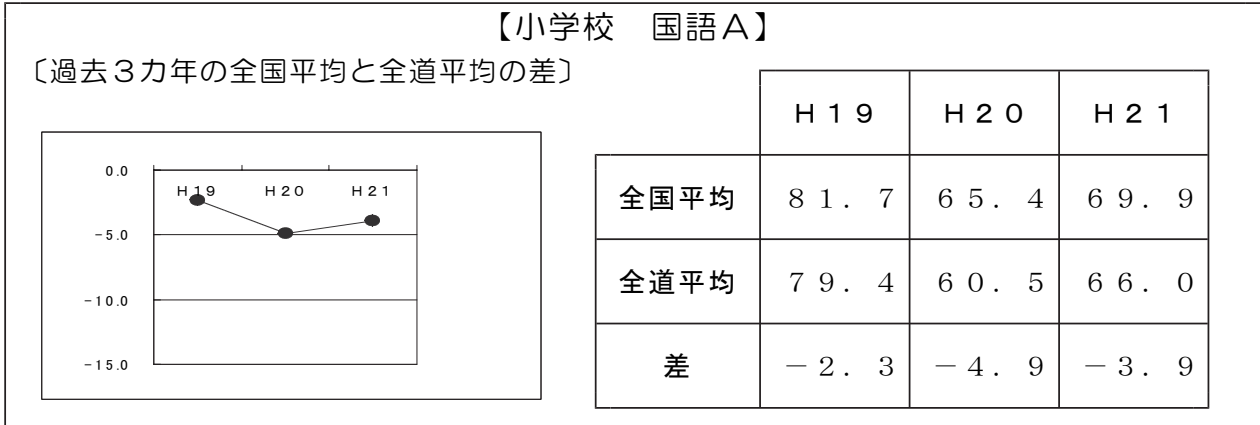 【小学校　国語Ａ】
〔過去３カ年の全国平均と全道平均の差〕
0.0
H19 H20 H21
-5.0
-10.0
-15.0
Ｈ１９ Ｈ２０ Ｈ２１
全国平均 ８１．７ ６５．４ ６９．９
全道平均 ７９．４ ６０．５ ６６．０
差 －２．３ －４．９ －３．９